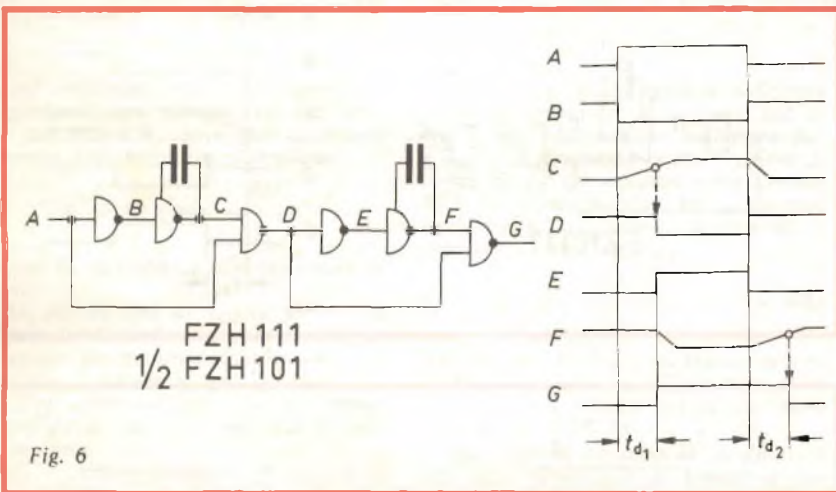 A B C D E F G
FZH 111
1/2 FZH 101
Fig. 6
A
B
C
D
E
F
G
td1 td2